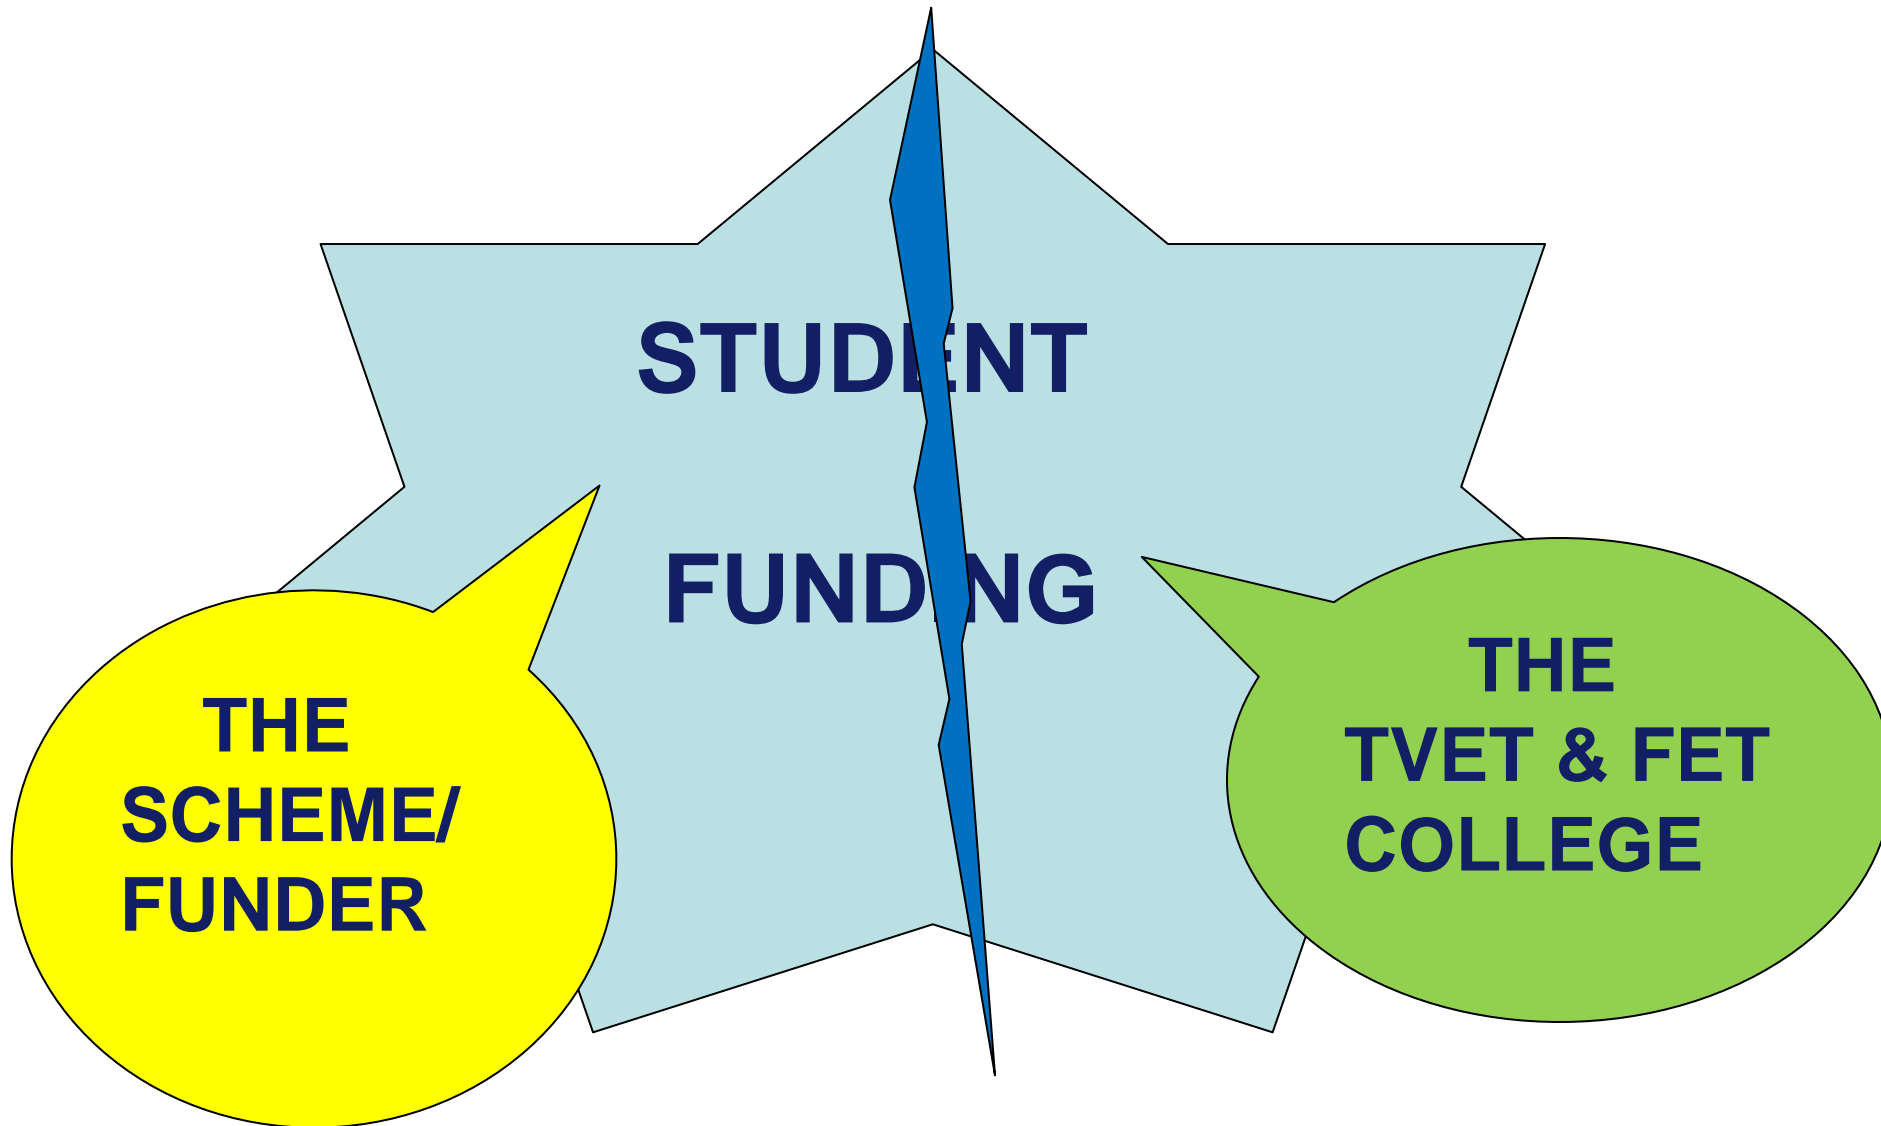 STUDENT
FUNDING
THE
SCHEME/
FUNDER
THE
TVET & FET
COLLEGE